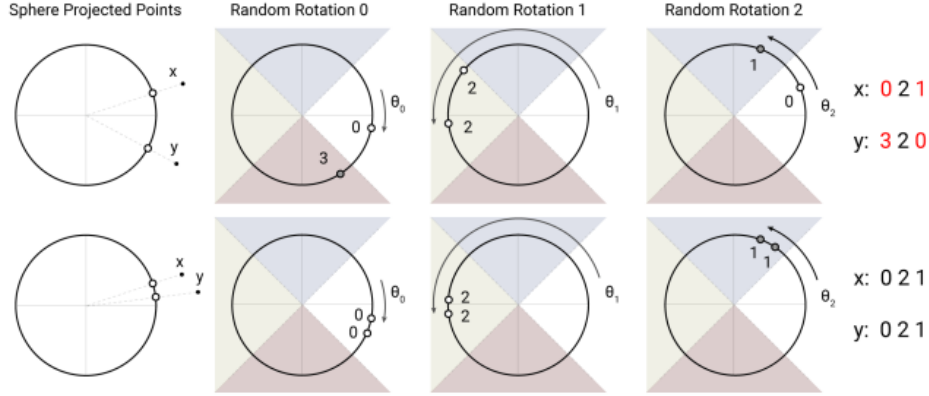 Sphere Projected Points
Random Rotation 0
Random Rotation 1
Random Rotation 2
x
y
0
3
θ0
2
2
θ1
1
0
θ2
x: 0 2 1
y: 3 2 0
x
y
0
0
θ0
2
2
θ1
1
1
θ2
x: 0 2 1
y: 0 2 1